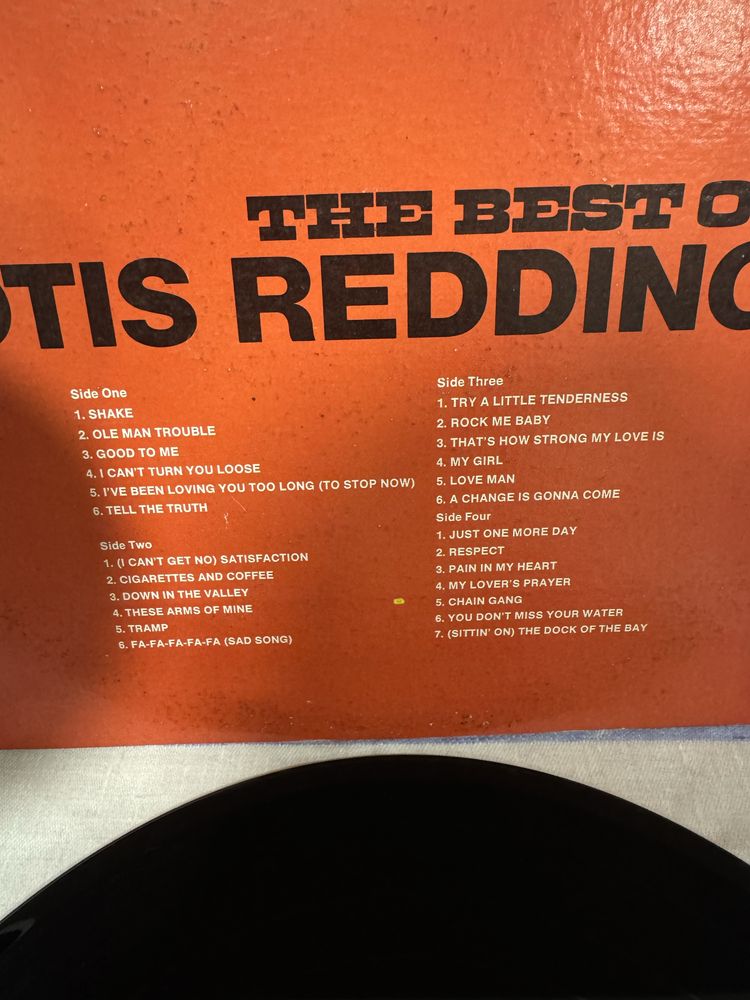 THE BEST O
OTIS REDDING
Side One
1. SHAKE
2. OLE MAN TROUBLE
3. GOOD TO ME
4. I CAN'T TURN YOU LOOSE
5. I'VE BEEN LOVING YOU TOO LONG (TO STOP NOW)
6. TELL THE TRUTH
Side Two
1. (I CAN'T GET NO) SATISFACTION
2. CIGARETTES AND COFFEE
3. DOWN IN THE VALLEY
4. THESE ARMS OF MINE
5. TRAMP
6. FA-FA-FA-FA-FA (SAD SONG)
Side Three
1. TRY A LITTLE TENDERNESS
2. ROCK ME BABY
3. THAT'S HOW STRONG MY LOVE IS
4. MY GIRL
5. LOVE MAN
6. A CHANGE IS GONNA COME
Side Four
1. JUST ONE MORE DAY
2. RESPECT
3. PAIN IN MY HEART
4. MY LOVER'S PRAYER
5. CHAIN GANG
6. YOU DON'T MISS YOUR WATER
7. (SITTIN' ON) THE DOCK OF THE BAY